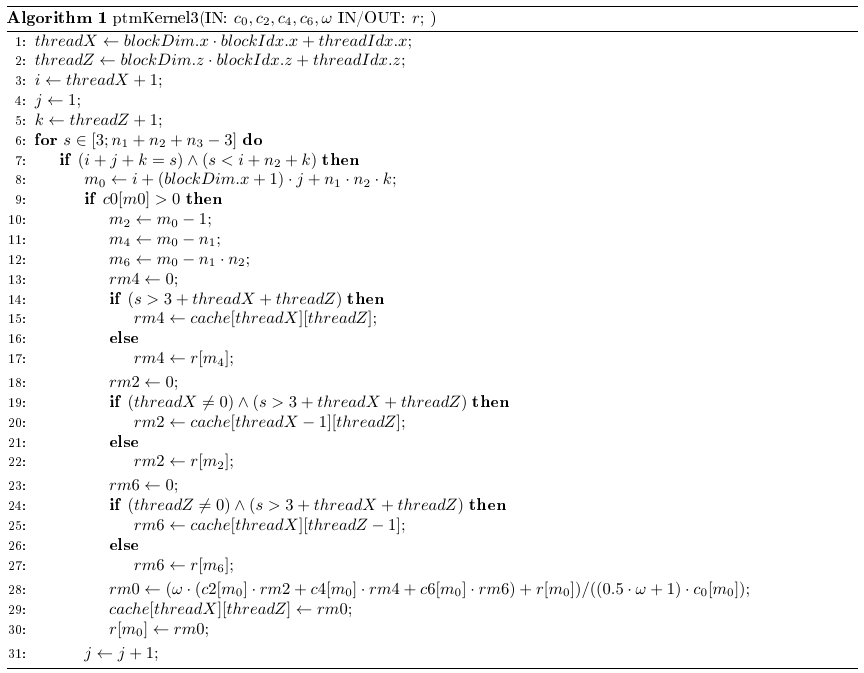 Algorithm 1 ptmKernel3(IN: c₀, c₂, c₄, c₆, ω IN/OUT: r; )
1: threadX ← blockDim.x · blockIdx.x + threadIdx.x;
2: threadZ ← blockDim.z · blockIdx.z + threadIdx.z;
3: i ← threadX + 1;
4: j ← 1;
5: k ← threadZ + 1;
6: for s ∈ [3; n₁ + n₂ + n₃ − 3] do
7: if (i + j + k = s) ∧ (s < i + n₂ + k) then
8: m₀ ← i + (blockDim.x + 1) · j + n₁ · n₂ · k;
9: if c0[m0] > 0 then
10: m₂ ← m₀ − 1;
11: m₄ ← m₀ − n₁;
12: m₆ ← m₀ − n₁ · n₂;
13: rm4 ← 0;
14: if (s > 3 + threadX + threadZ) then
15: rm4 ← cache[threadX][threadZ];
16: else
17: rm4 ← r[m₄];
18: rm2 ← 0;
19: if (threadX ≠ 0) ∧ (s > 3 + threadX + threadZ) then
20: rm2 ← cache[threadX − 1][threadZ];
21: else
22: rm2 ← r[m₂];
23: rm6 ← 0;
24: if (threadZ ≠ 0) ∧ (s > 3 + threadX + threadZ) then
25: rm6 ← cache[threadX][threadZ − 1];
26: else
27: rm6 ← r[m₆];
28: rm0 ← (ω · (c2[m₀] · rm2 + c4[m₀] · rm4 + c6[m₀] · rm6) + r[m₀])/((0.5 · ω + 1) · c₀[m₀]);
29: cache[threadX][threadZ] ← rm0;
30: r[m₀] ← rm0;
31: j ← j + 1;